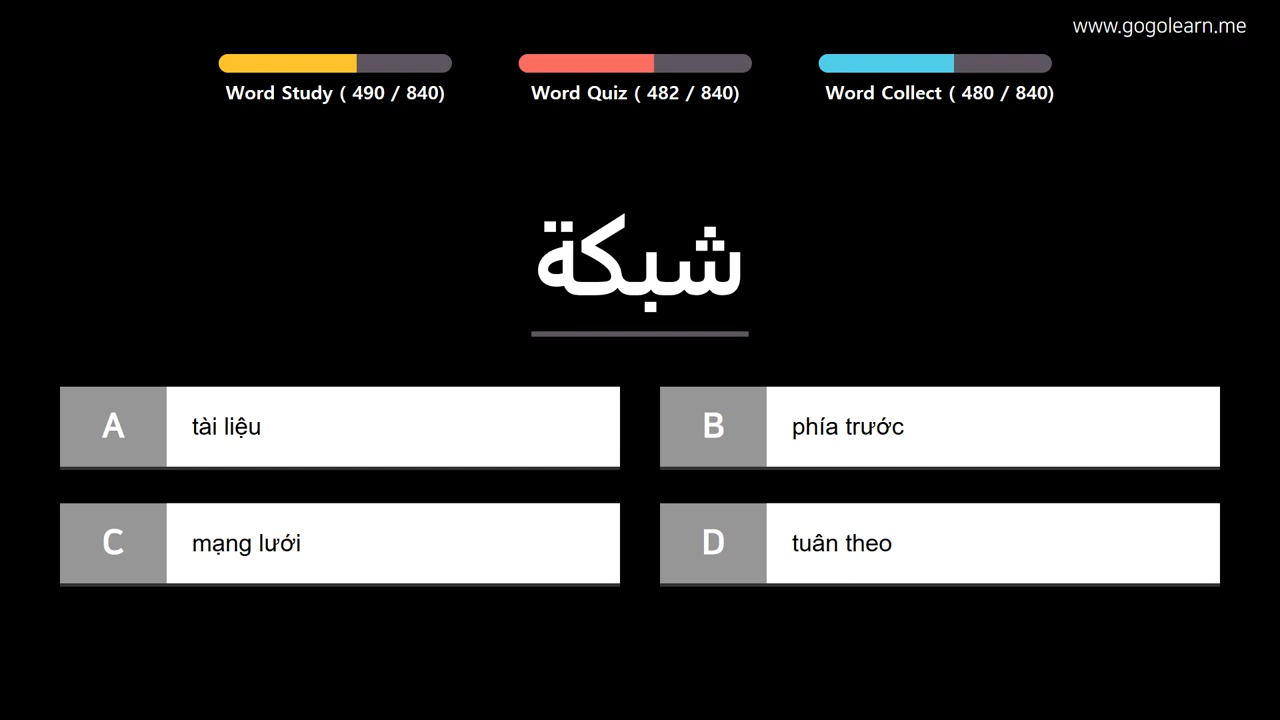 www.gogolearn.me
Word Study ( 490 / 840)
Word Quiz ( 482 / 840)
Word Collect ( 480 / 840)
شبكة
A
tài liệu
B
phía trước
C
mạng lưới
D
tuân theo